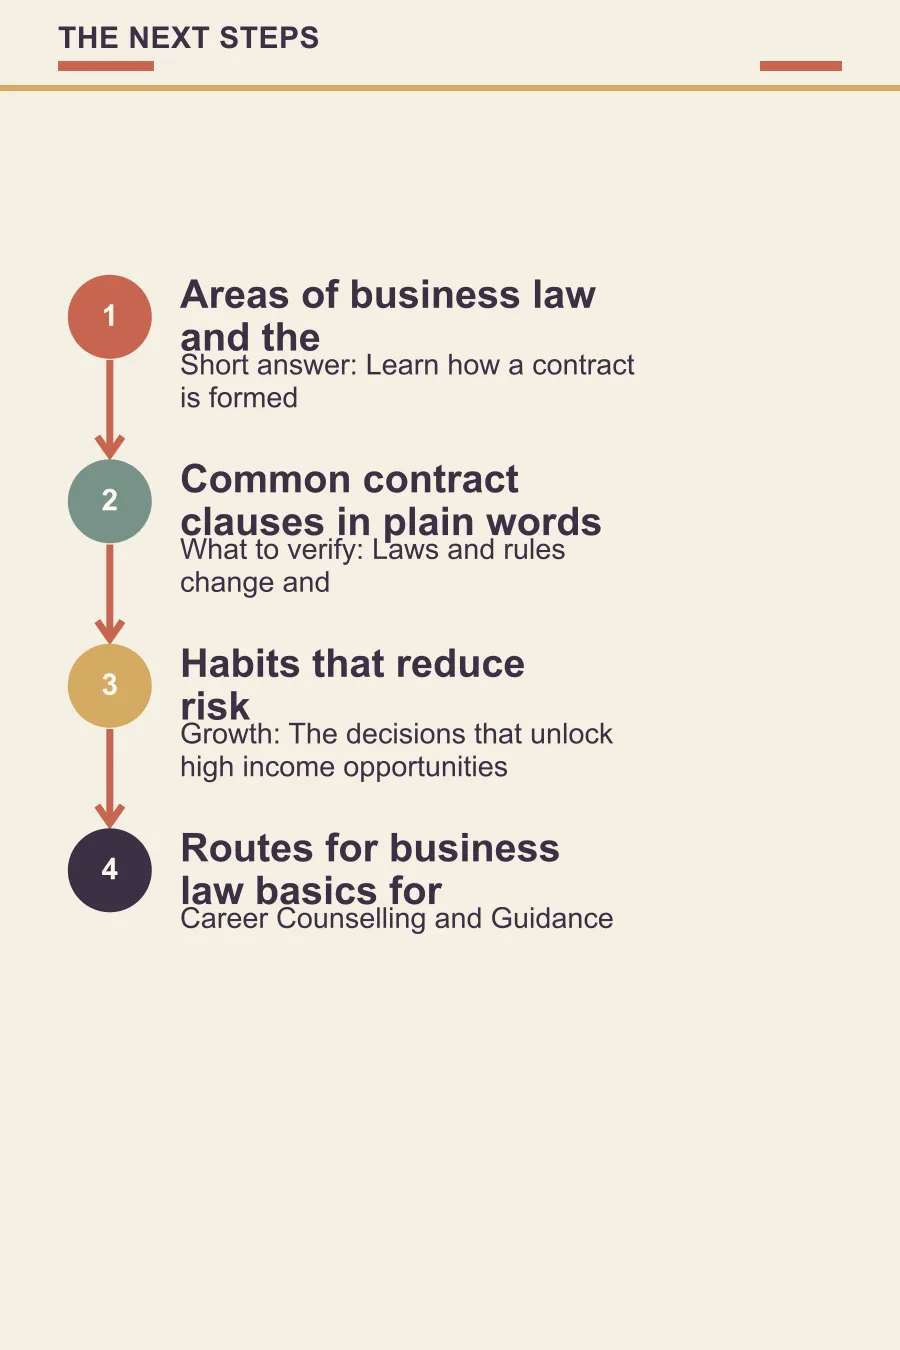 THE NEXT STEPS
1
Areas of business law
and the
Short answer: Learn how a contract
is formed
2
Common contract
clauses in plain words
What to verify: Laws and rules
change and
3
Habits that reduce
risk
Growth: The decisions that unlock
high income opportunities
4
Routes for business
law basics for
Career Counselling and Guidance